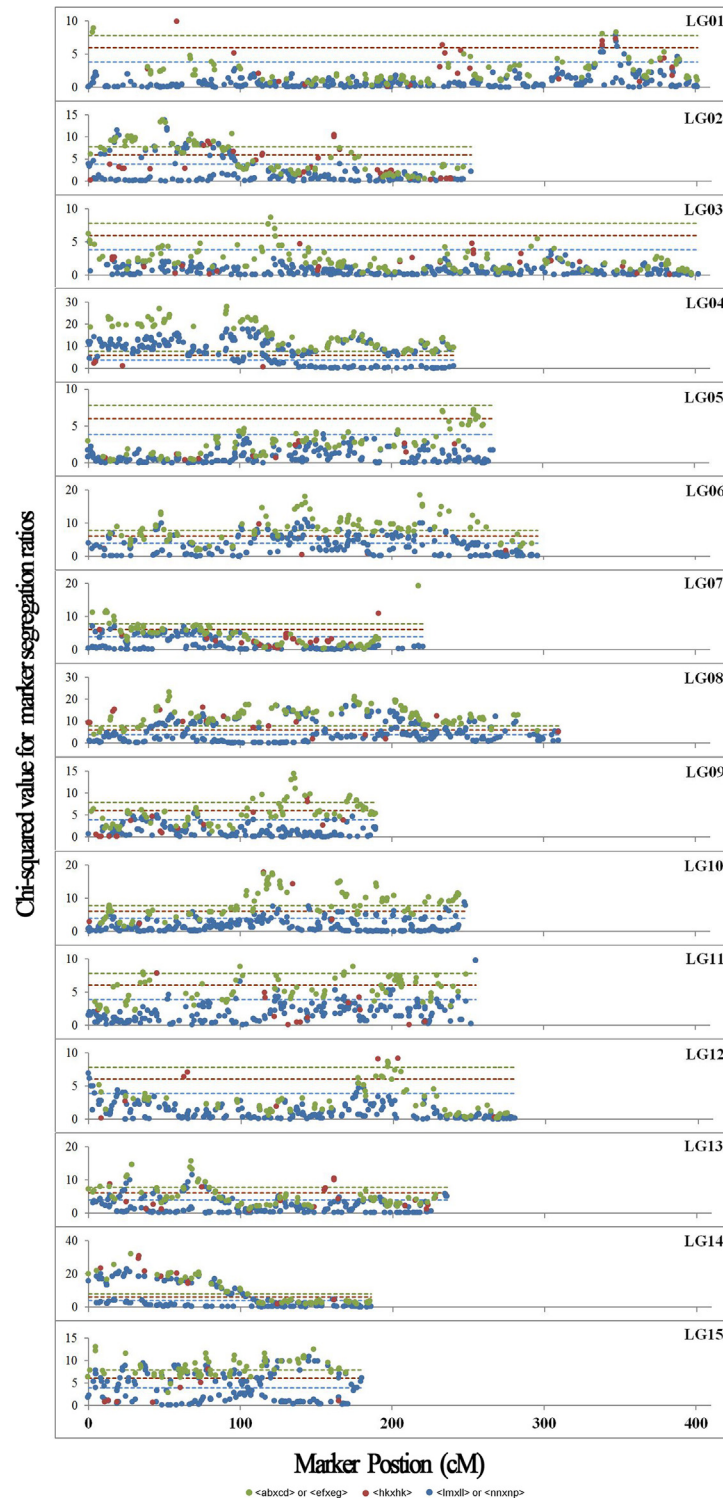 Chi-squared value for marker segregation ratios
LG01
10
5
0
LG02
15
10
5
0
LG03
10
5
0
LG04
30
20
10
0
LG05
10
5
0
LG06
20
10
0
LG07
20
10
0
LG08
30
20
10
0
LG09
15
10
5
0
LG10
20
10
0
LG11
10
5
0
LG12
10
5
0
LG13
20
10
0
LG14
40
20
0
LG15
15
10
5
0
0 100 200 300 400
Marker Postion (cM)
<abxcd> or <efxeg> <hkxhk> <lmxll> or <nnxnp>